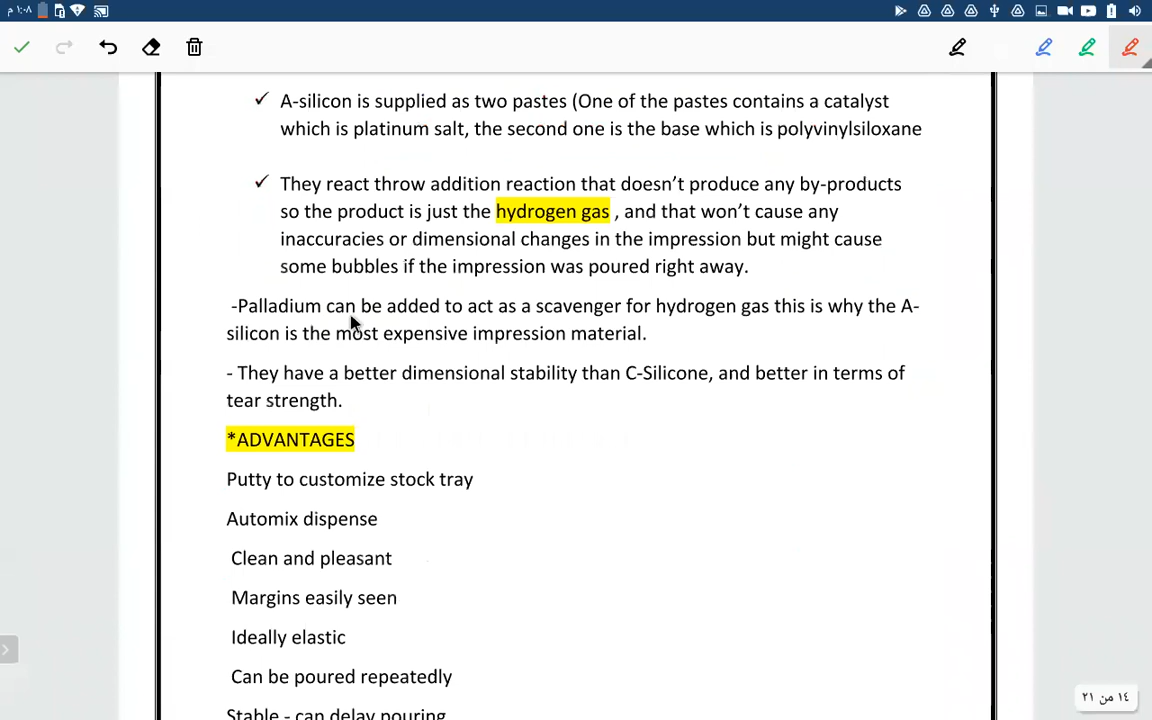 ١:٠٨ م
A-silicon is supplied as two pastes (One of the pastes contains a catalyst
which is platinum salt, the second one is the base which is polyvinylsiloxane
They react throw addition reaction that doesn't produce any by-products
so the product is just the hydrogen gas , and that won't cause any
inaccuracies or dimensional changes in the impression but might cause
some bubbles if the impression was poured right away.
-Palladium can be added to act as a scavenger for hydrogen gas this is why the A-
silicon is the most expensive impression material.
- They have a better dimensional stability than C-Silicone, and better in terms of
tear strength.
*ADVANTAGES
Putty to customize stock tray
Automix dispense
Clean and pleasant
Margins easily seen
Ideally elastic
Can be poured repeatedly
Stable - can delay pouring
١٤ من ٢١